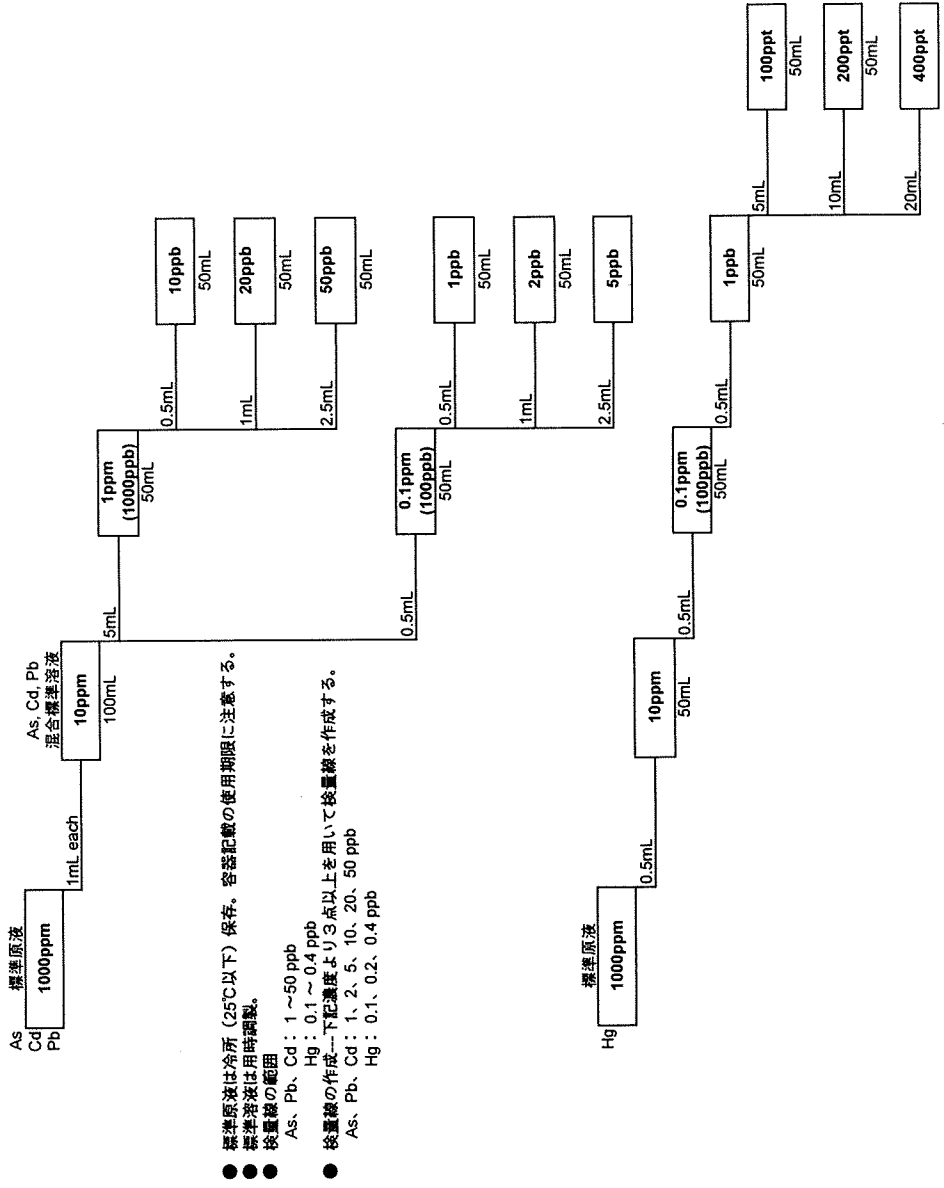 As
Cd
Pb
標準原液
1000ppm
1mL each
As, Cd, Pb
混合標準溶液
10ppm
100mL
5mL
1ppm
(1000ppb)
50mL
0.5mL
10ppb
50mL
1mL
20ppb
50mL
2.5mL
50ppb
50mL
0.5mL
0.1ppm
(100ppb)
50mL
0.5mL
1ppb
50mL
1mL
2ppb
50mL
2.5mL
5ppb
● 標準原液は冷所（25℃以下）保存。容器記載の使用期限に注意する。
● 標準溶液は用時調製。
● 検量線の範囲
As、Pb、Cd： 1 ～50 ppb
Hg： 0.1 ～ 0.4 ppb
● 検量線の作成---下記濃度より３点以上を用いて検量線を作成する。
As、Pb、Cd： 1、2、5、10、20、50 ppb
Hg： 0.1、0.2、0.4 ppb
Hg
標準原液
1000ppm
0.5mL
10ppm
50mL
0.5mL
0.1ppm
(100ppb)
50mL
0.5mL
1ppb
50mL
5mL
100ppt
50mL
10mL
200ppt
50mL
20mL
400ppt